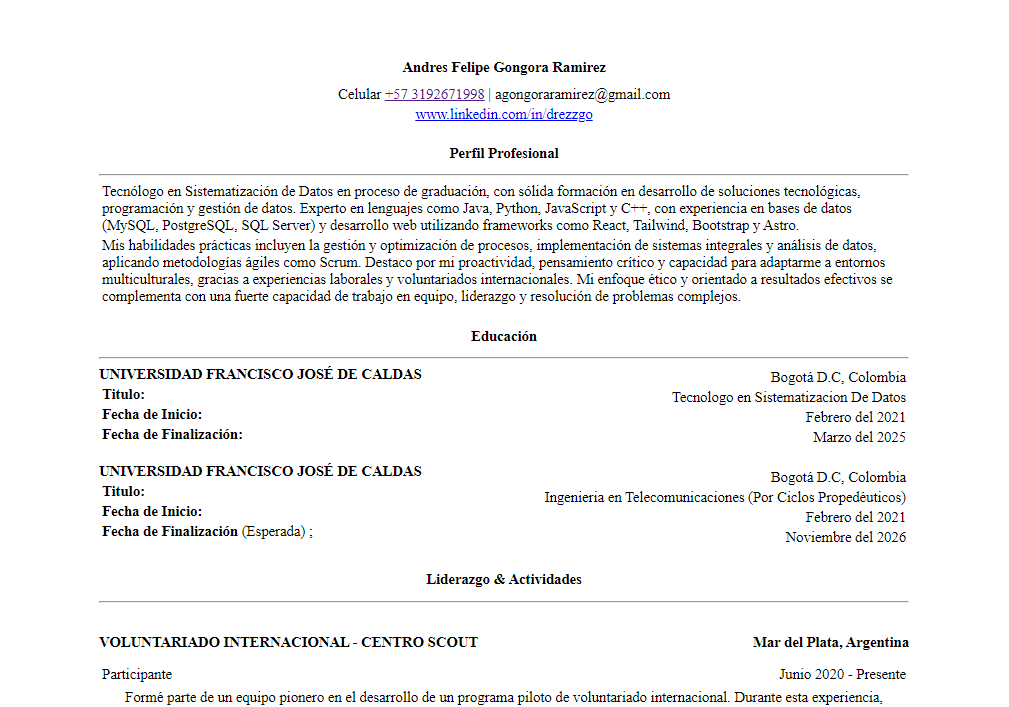 Andres Felipe Gongora Ramirez
Celular +57 3192671998 | agongoraramirez@gmail.com
www.linkedin.com/in/drezzgo
Perfil Profesional
Tecnólogo en Sistematización de Datos en proceso de graduación, con sólida formación en desarrollo de soluciones tecnológicas,
programación y gestión de datos. Experto en lenguajes como Java, Python, JavaScript y C++, con experiencia en bases de datos
(MySQL, PostgreSQL, SQL Server) y desarrollo web utilizando frameworks como React, Tailwind, Bootstrap y Astro.
Mis habilidades prácticas incluyen la gestión y optimización de procesos, implementación de sistemas integrales y análisis de datos,
aplicando metodologías ágiles como Scrum. Destaco por mi proactividad, pensamiento crítico y capacidad para adaptarme a entornos
multiculturales, gracias a experiencias laborales y voluntariados internacionales. Mi enfoque ético y orientado a resultados efectivos se
complementa con una fuerte capacidad de trabajo en equipo, liderazgo y resolución de problemas complejos.
Educación
UNIVERSIDAD FRANCISCO JOSÉ DE CALDAS Bogotá D.C, Colombia
Titulo: Tecnologo en Sistematizacion De Datos
Fecha de Inicio: Febrero del 2021
Fecha de Finalización: Marzo del 2025
UNIVERSIDAD FRANCISCO JOSÉ DE CALDAS Bogotá D.C, Colombia
Titulo: Ingenieria en Telecomunicaciones (Por Ciclos Propedéuticos)
Fecha de Inicio: Febrero del 2021
Fecha de Finalización (Esperada) ; Noviembre del 2026
Liderazgo & Actividades
VOLUNTARIADO INTERNACIONAL - CENTRO SCOUT Mar del Plata, Argentina
Participante Junio 2020 - Presente
Formé parte de un equipo pionero en el desarrollo de un programa piloto de voluntariado internacional. Durante esta experiencia,